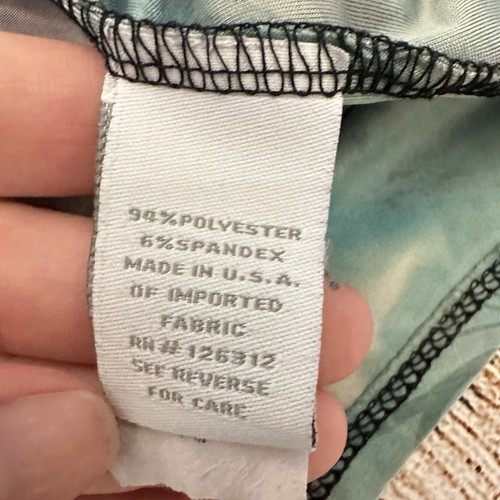 94%POLYESTER
6%SPANDEX
MADE IN U.S.A.
OF IMPORTED
FABRIC
RN# 126312
SEE REVERSE
FOR CARE